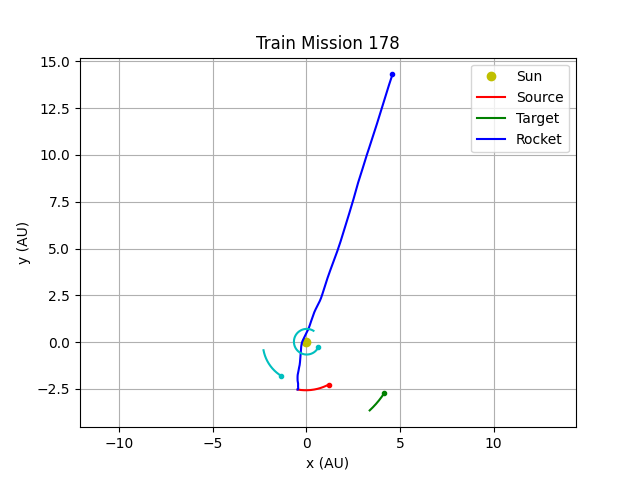 Train Mission 178
Sun
Source
Target
Rocket
15.0
12.5
10.0
7.5
5.0
2.5
0.0
−2.5
y (AU)
−10
−5
0
5
10
x (AU)